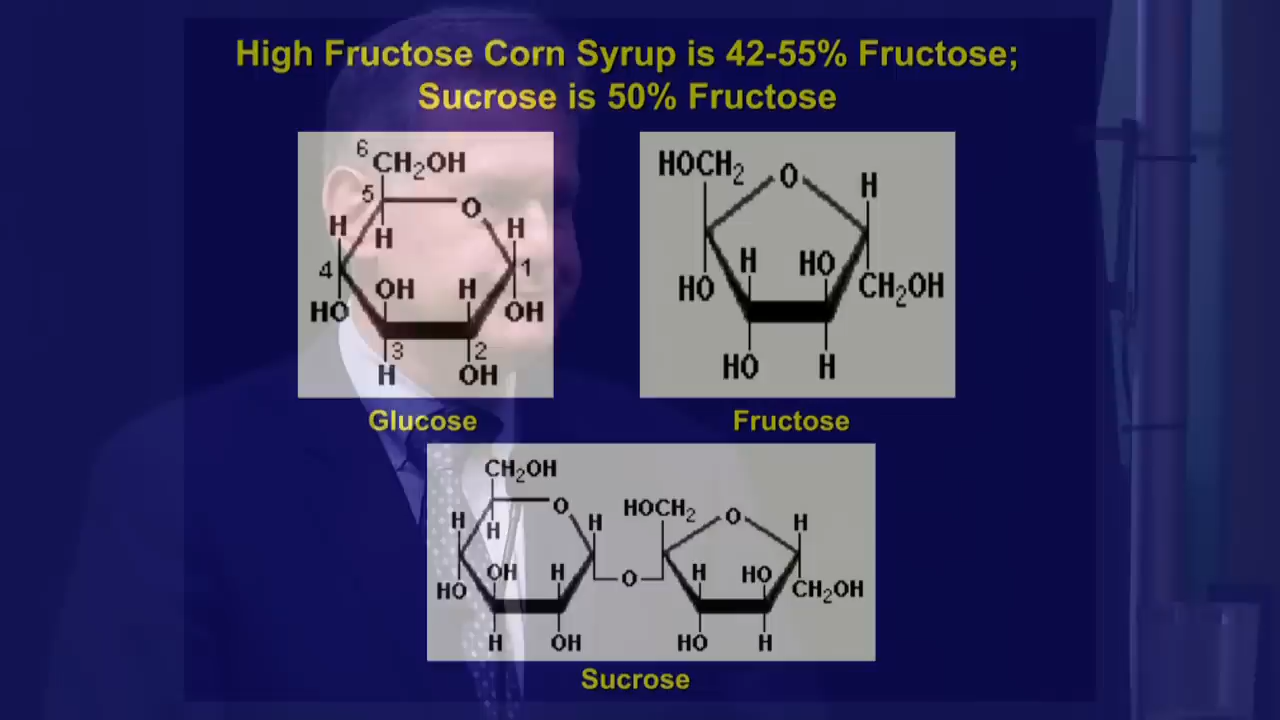 High Fructose Corn Syrup is 42-55% Fructose;
Sucrose is 50% Fructose
6
CH2OH
5
O
H
H
H
4
1
OH
H
HO
OH
3
2
H
OH
HOCH2
O
H
H
HO
HO
CH2OH
HO
H
Glucose
Fructose
CH2OH
O
H
H
H
OH
H
HO
H
OH
O
HOCH2
O
H
H
HO
CH2OH
HO
H
Sucrose